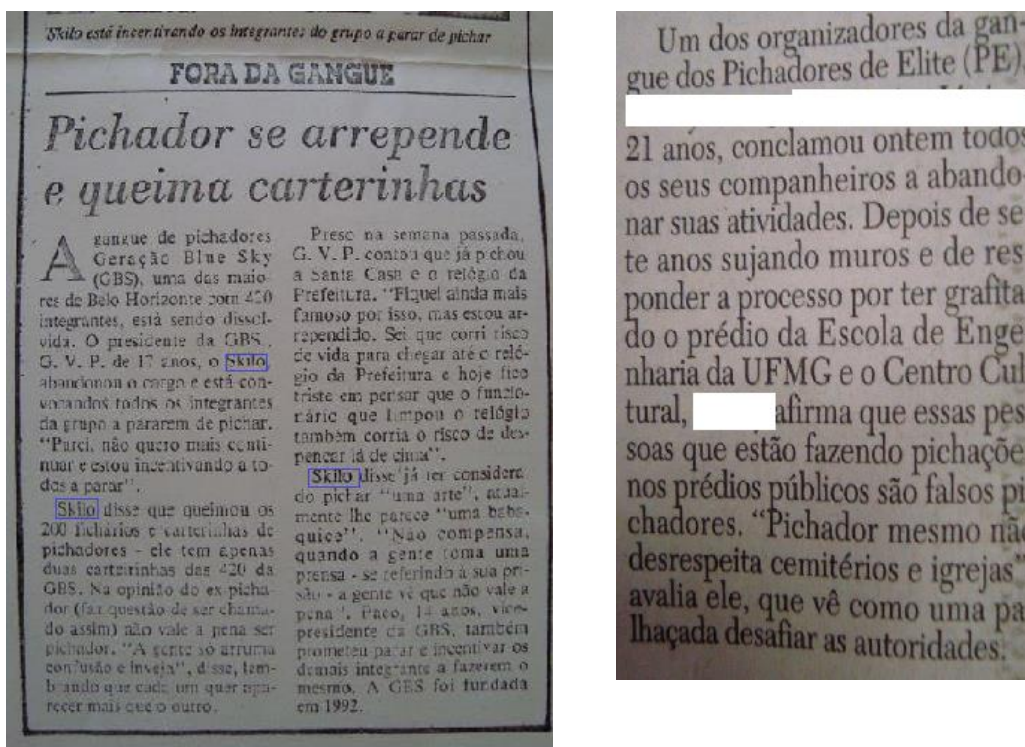 Skilo está incentivando os integrantes do grupo a parar de pichar
FORA DA GANGUE
Pichador se arrepende
e queima carterinhas
A gangue de pichadores
Geração Blue Sky
(GBS), uma das maio-
res de Belo Horizonte com 420
integrantes, está sendo dissol-
vida. O presidente da GBS,
G. V. P. de 17 anos, o Skilo,
abandonou o cargo e está con-
vocandos todos os integrantes
da grupo a pararem de pichar.
"Parei, não quero mais conti-
nuar e estou incentivando a to-
dos a parar".
Skilo disse que queimou os
200 fichários e carterinhas de
pichadores - ele tem apenas
duas carteirinhas das 420 da
GBS. Na opinião do ex-picha-
dor (faz questão de ser chama-
do assim) não vale a pena ser
pichador. "A gente só arruma
confusão e inveja", disse, lem-
brando que cada um quer apa-
recer mais que o outro.
Preso na semana passada,
G. V. P. contou que já pichou
a Santa Casa e o relógio da
Prefeitura. "Fiquei ainda mais
famoso por isso, mas estou ar-
rependido. Sei que corri risco
de vida para chegar até o reló-
gio da Prefeitura e hoje fico
triste em pensar que o funcio-
nário que limpou o relógio
também corria o risco de des-
pencar lá de cima".
Skilo disse já ter considera-
do pichar "uma arte", atual-
mente lhe parece "uma baba-
quice". "Não compensa,
quando a gente toma uma
prensa - se referindo à sua pri-
são - a gente vê que não vale a
pena". Paco, 14 anos, vice-
presidente da GBS, também
prometeu parar e incentivar os
demais integrante a fazerem o
mesmo. A GBS foi fundada
em 1992.
Um dos organizadores da gan-
gue dos Pichadores de Elite (PE),
21 anos, conclamou ontem todos
os seus companheiros a abando-
nar suas atividades. Depois de se
te anos sujando muros e de res
ponder a processo por ter grafita
do o prédio da Escola de Enge
nharia da UFMG e o Centro Cul
tural, afirma que essas pes
soas que estão fazendo pichaçõe
nos prédios públicos são falsos pi
chadores. "Pichador mesmo não
desrespeita cemitérios e igrejas"
avalia ele, que vê como uma pa
lhaçada desafiar as autoridades.